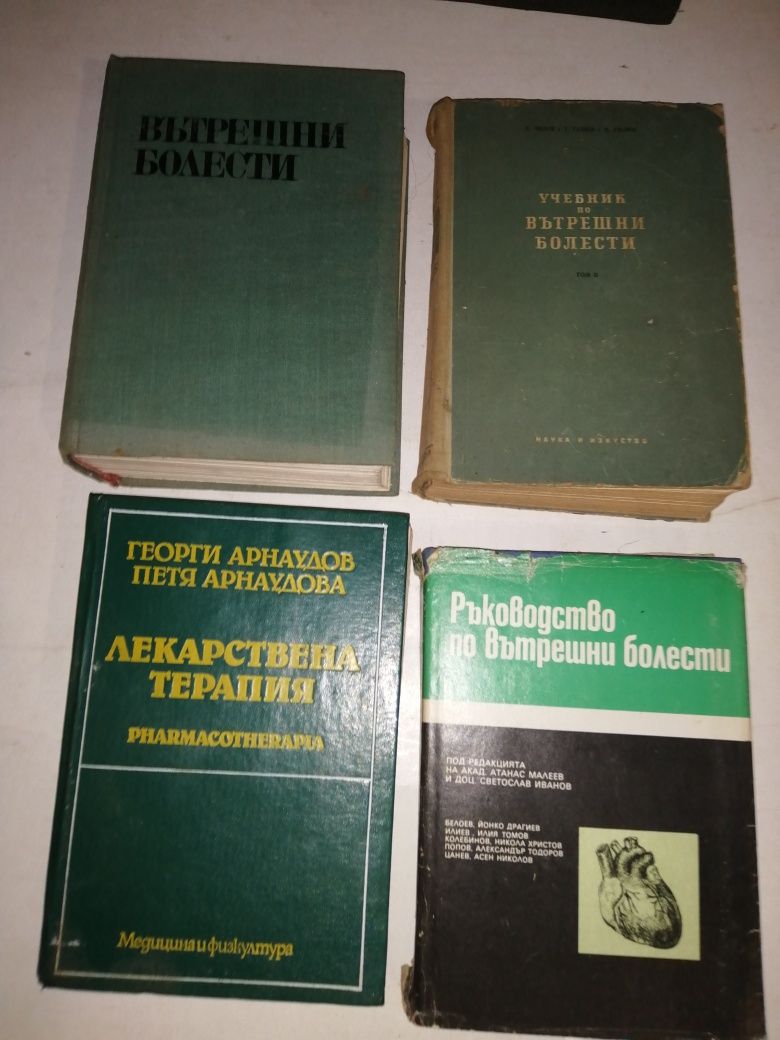 ВЪТРЕШНИ
БОЛЕСТИ
УЧЕБНИК
ПО
ВЪТРЕШНИ
БОЛЕСТИ
ТОМ II
НАУКА И ИЗКУСТВО
ГЕОРГИ АРНАУДОВ
ПЕТЯ АРНАУДОВА
ЛЕКАРСТВЕНА
ТЕРАПИЯ
PHARMACOTHERAPIA
Медицина и физкултура
Ръководство
по вътрешни болести
ПОД РЕДАКЦИЯТА
НА АКАД. АТАНАС МАЛЕЕВ
И ДОЦ. СВЕТОСЛАВ ИВАНОВ
БЕЛОЕВ, ЙОНКО ДРАГИЕВ
ИЛИЕВ, ИЛИЯ ТОМОВ
КОЛЕБИНОВ, НИКОЛА ХРИСТОВ
ПОПОВ, АЛЕКСАНДЪР ТОДОРОВ
ЦАНЕВ, АСЕН НИКОЛОВ